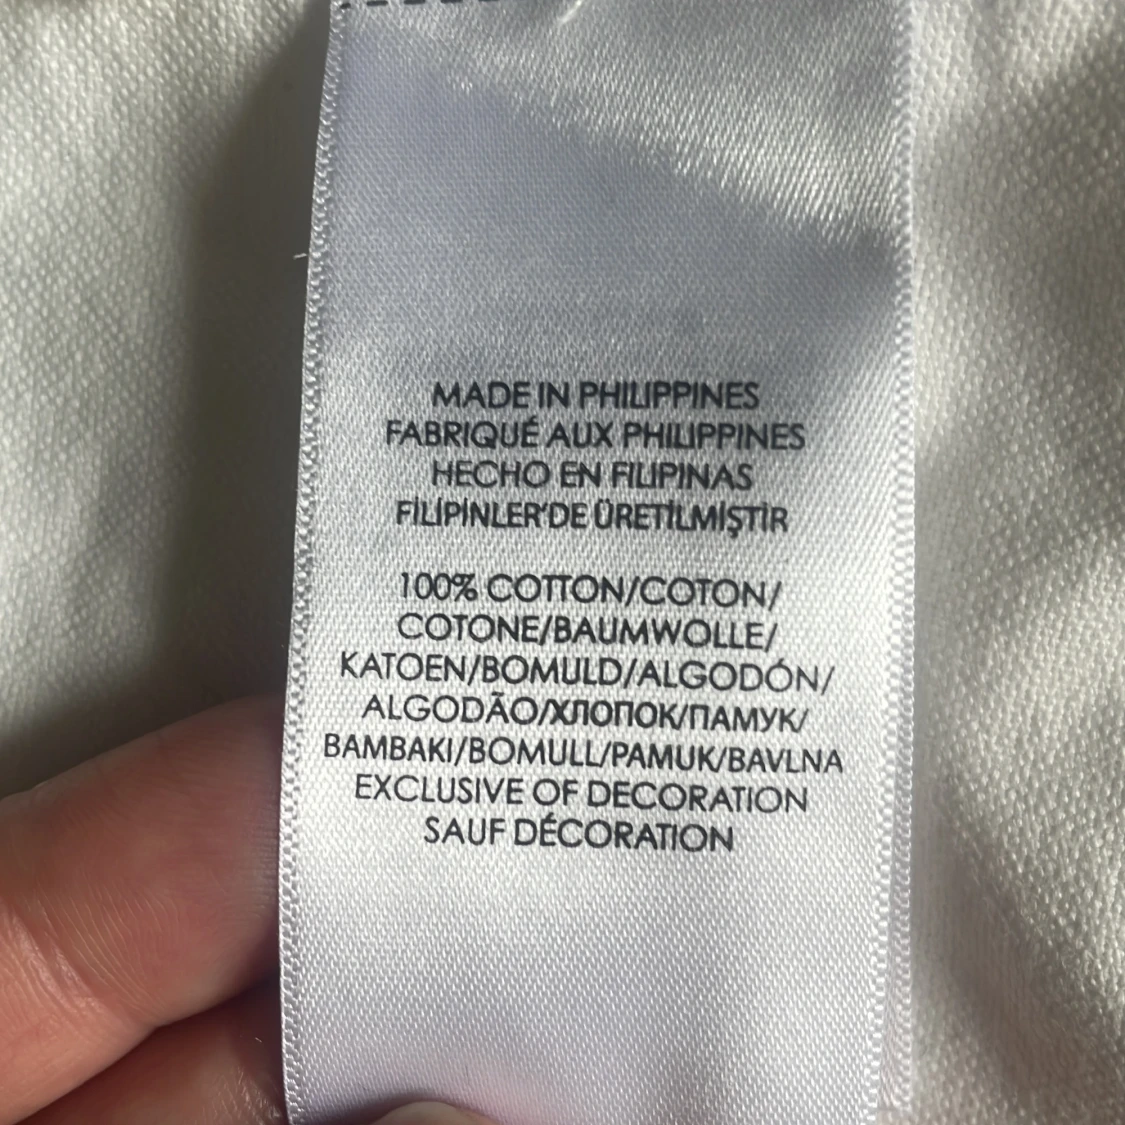 MADE IN PHILIPPINES
FABRIQUÉ AUX PHILIPPINES
HECHO EN FILIPINAS
FİLİPİNLER'DE ÜRETİLMİŞTİR
100% COTTON/COTON/
COTONE/BAUMWOLLE/
KATOEN/BOMULD/ALGODÓN/
ALGODÃO/ХЛОПОК/ПАМУК/
BAMBAKI/BOMULL/PAMUK/BAVLNA
EXCLUSIVE OF DECORATION
SAUF DÉCORATION